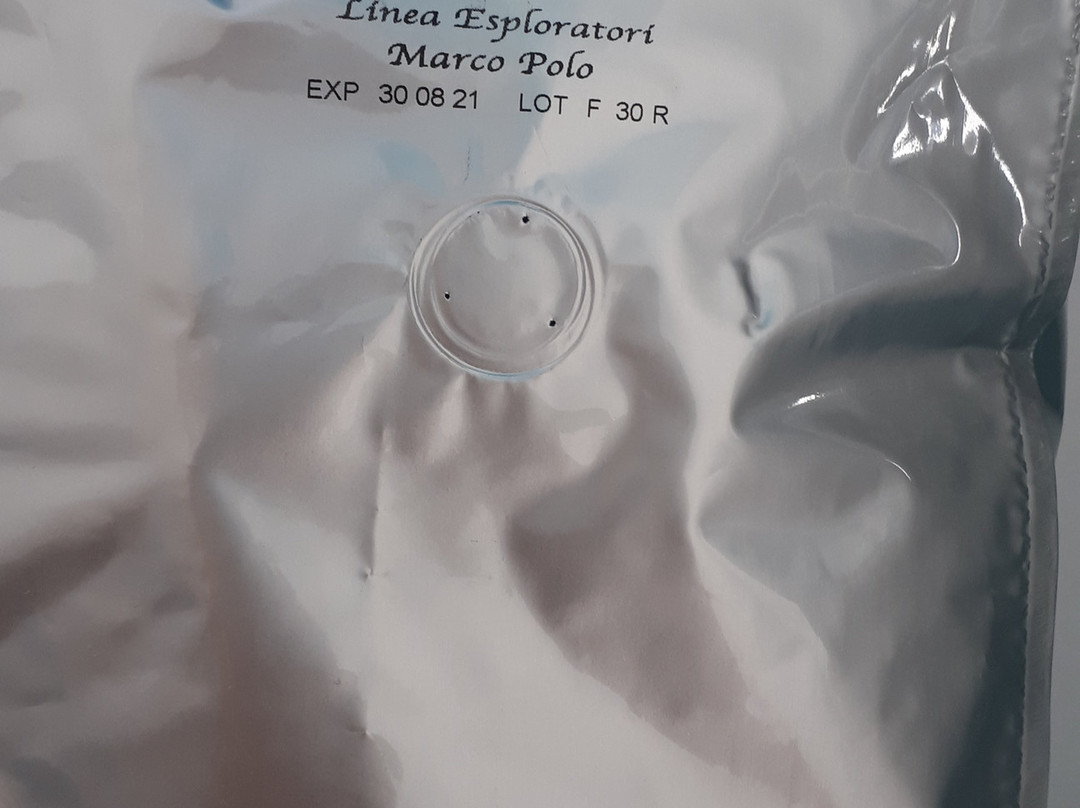 Linea Esploratori
Marco Polo
EXP 30 08 21 LOT F 30 R